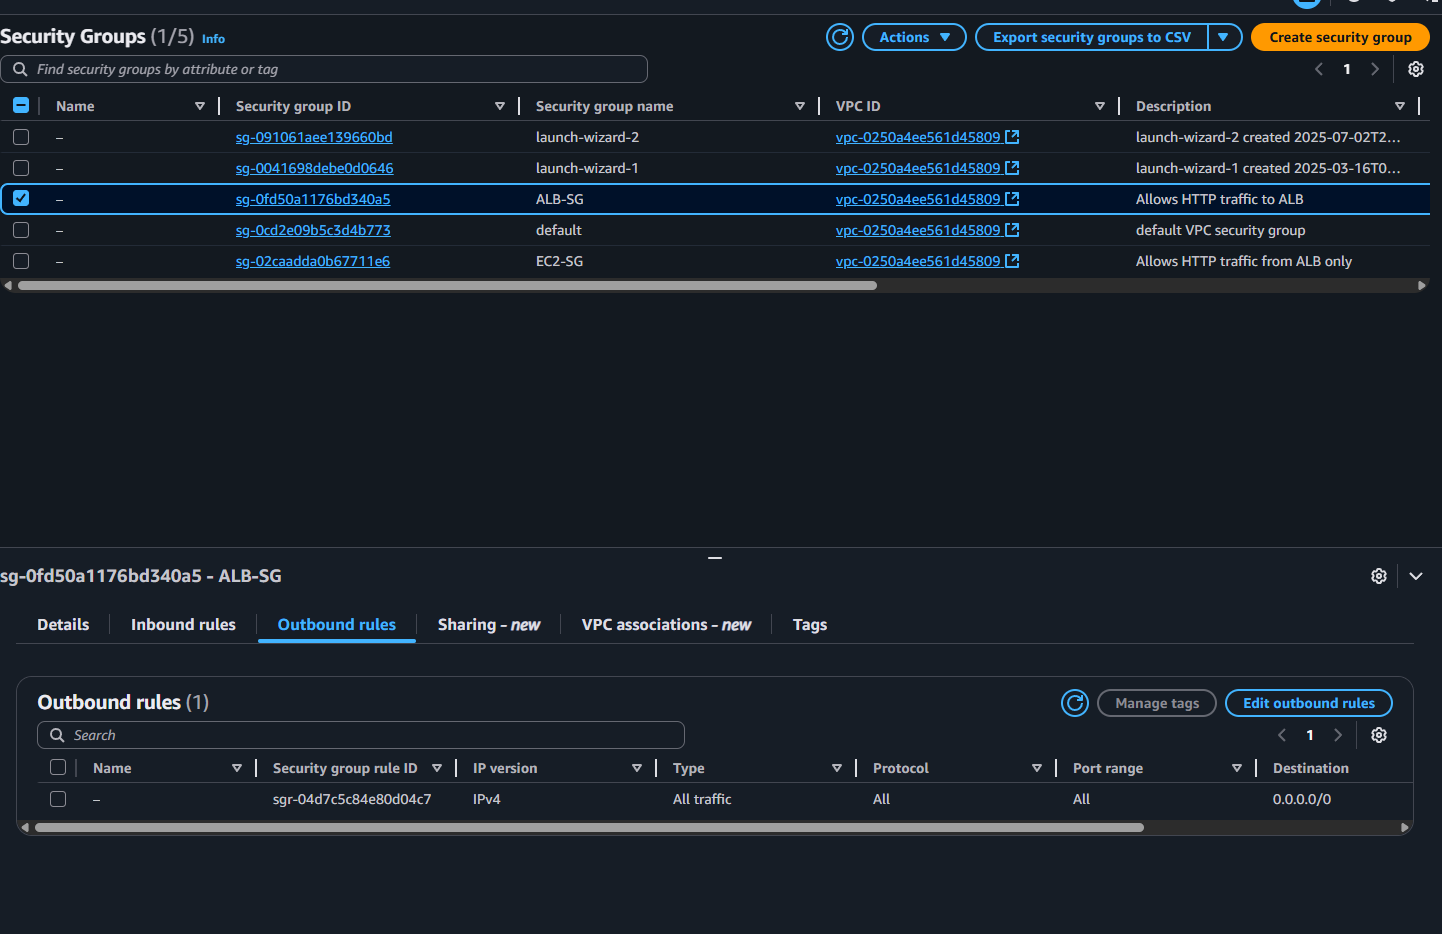 Security Groups (1/5) Info
Actions
Export security groups to CSV
Create security group
Find security groups by attribute or tag
1
Name Security group ID Security group name VPC ID Description
– sg-091061aee139660bd launch-wizard-2 vpc-0250a4ee561d45809 launch-wizard-2 created 2025-07-02T2...
– sg-0041698debe0d0646 launch-wizard-1 vpc-0250a4ee561d45809 launch-wizard-1 created 2025-03-16T0...
– sg-0fd50a1176bd340a5 ALB-SG vpc-0250a4ee561d45809 Allows HTTP traffic to ALB
– sg-0cd2e09b5c3d4b773 default vpc-0250a4ee561d45809 default VPC security group
– sg-02caadda0b67711e6 EC2-SG vpc-0250a4ee561d45809 Allows HTTP traffic from ALB only
sg-0fd50a1176bd340a5 - ALB-SG
Details Inbound rules Outbound rules Sharing - new VPC associations - new Tags
Outbound rules (1)
Manage tags
Edit outbound rules
Search
1
Name Security group rule ID IP version Type Protocol Port range Destination
– sgr-04d7c5c84e80d04c7 IPv4 All traffic All All 0.0.0.0/0